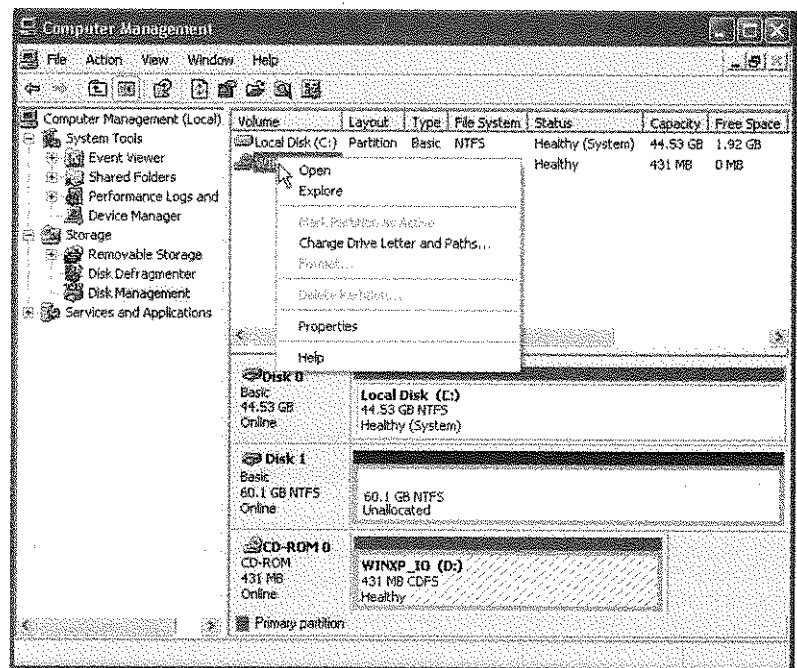 Computer Management
File Action View Window Help
Computer Management (Local)
System Tools
Event Viewer
Shared Folders
Performance Logs and
Device Manager
Storage
Removable Storage
Disk Defragmenter
Disk Management
Services and Applications
Volume Layout Type File System Status Capacity Free Space
Local Disk (C:) Partition Basic NTFS Healthy (System) 44.53 GB 1.92 GB
Healthy 431 MB 0 MB
Open
Explore
Mark Partition as Active
Change Drive Letter and Paths...
Format...
Delete Partition...
Properties
Help
Disk 0
Basic
44.53 GB
Online
Local Disk (C:)
44.53 GB NTFS
Healthy (System)
Disk 1
Basic
60.1 GB NTFS
Online
60.1 GB NTFS
Unallocated
CD-ROM 0
CD-ROM
431 MB
Online
WINXP_IO (D:)
431 MB CDFS
Healthy
Primary partition